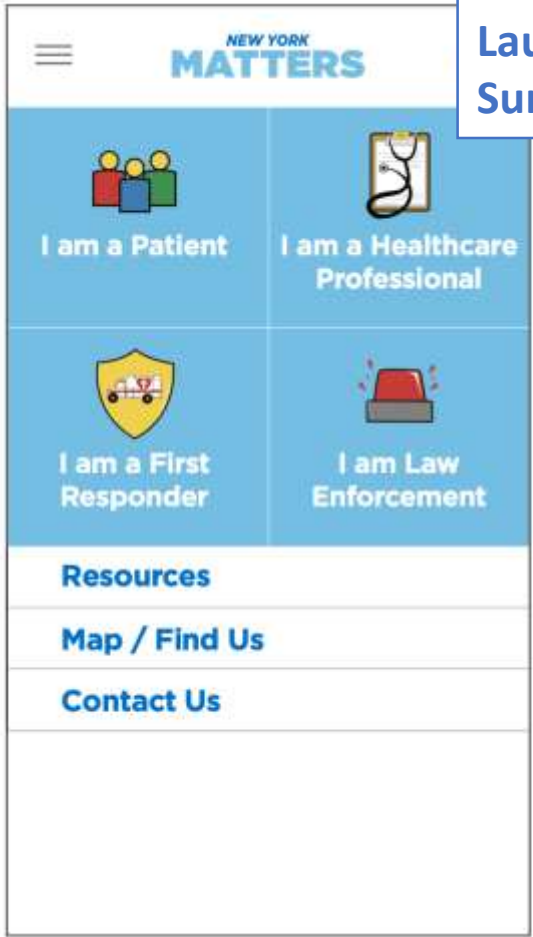 NEW YORK
MATTERS
I am a Patient
I am a Healthcare
Professional
I am a First
Responder
I am Law
Enforcement
Resources
Map / Find Us
Contact Us